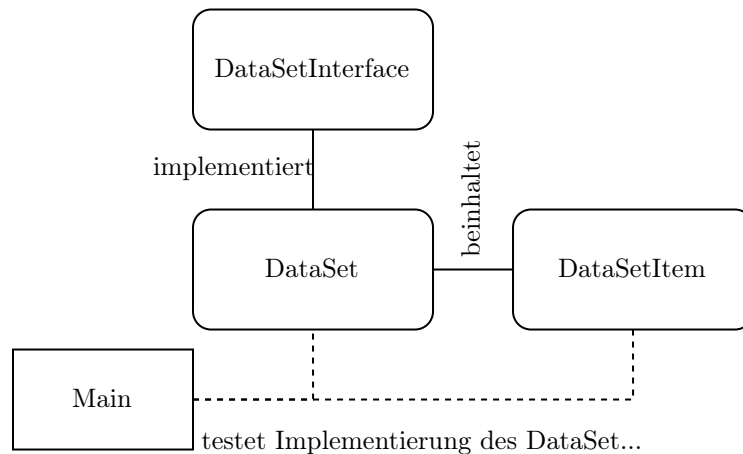 DataSetInterface
implementiert
beinhaltet
DataSet
DataSetItem
Main
testet Implementierung des DataSet...